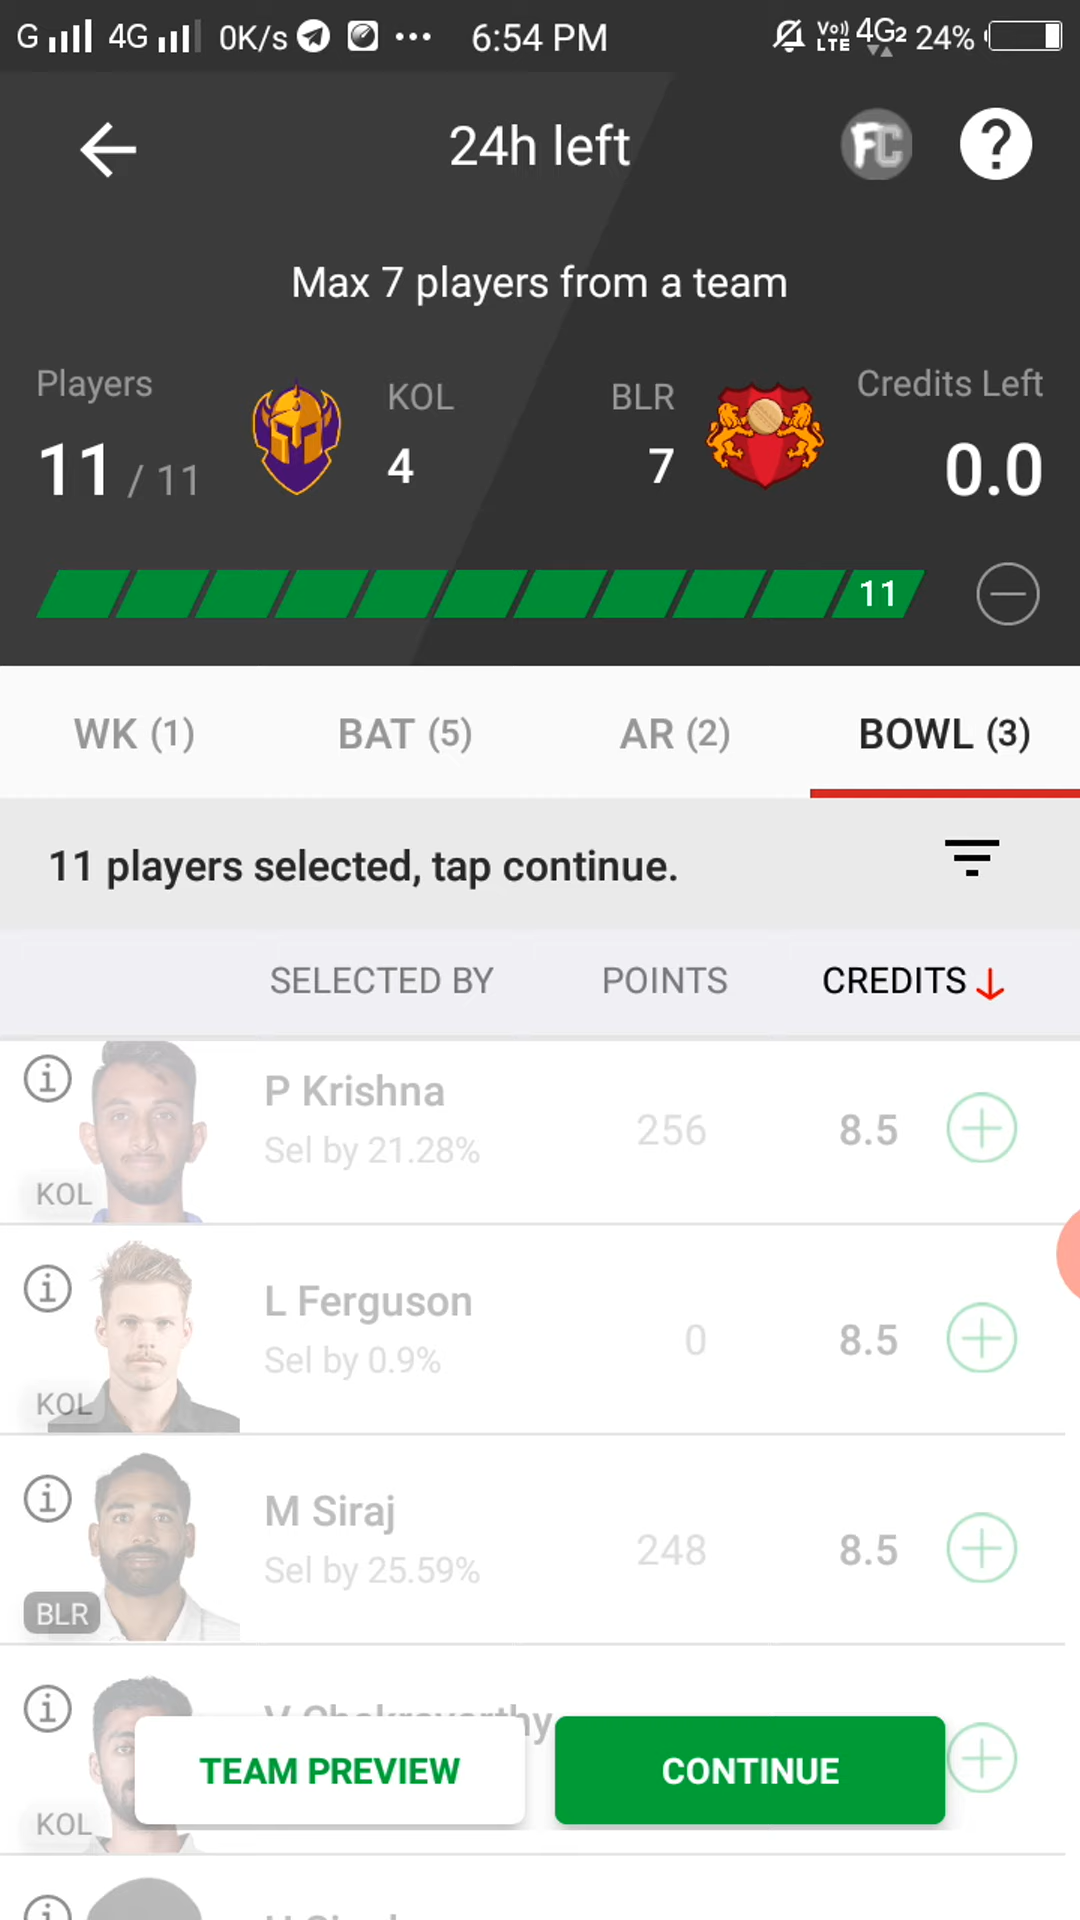 G 4G 0K/s ... 6:54 PM VoLTE 4G2 24%
24h left FC ?
Max 7 players from a team
Players KOL BLR Credits Left
11 / 11 4 7 0.0
11
WK (1) BAT (5) AR (2) BOWL (3)
11 players selected, tap continue.
SELECTED BY POINTS CREDITS
P Krishna
Sel by 21.28% 256 8.5
KOL
L Ferguson
Sel by 0.9% 0 8.5
KOL
M Siraj
Sel by 25.59% 248 8.5
BLR
V Chakravarthy
TEAM PREVIEW CONTINUE
KOL